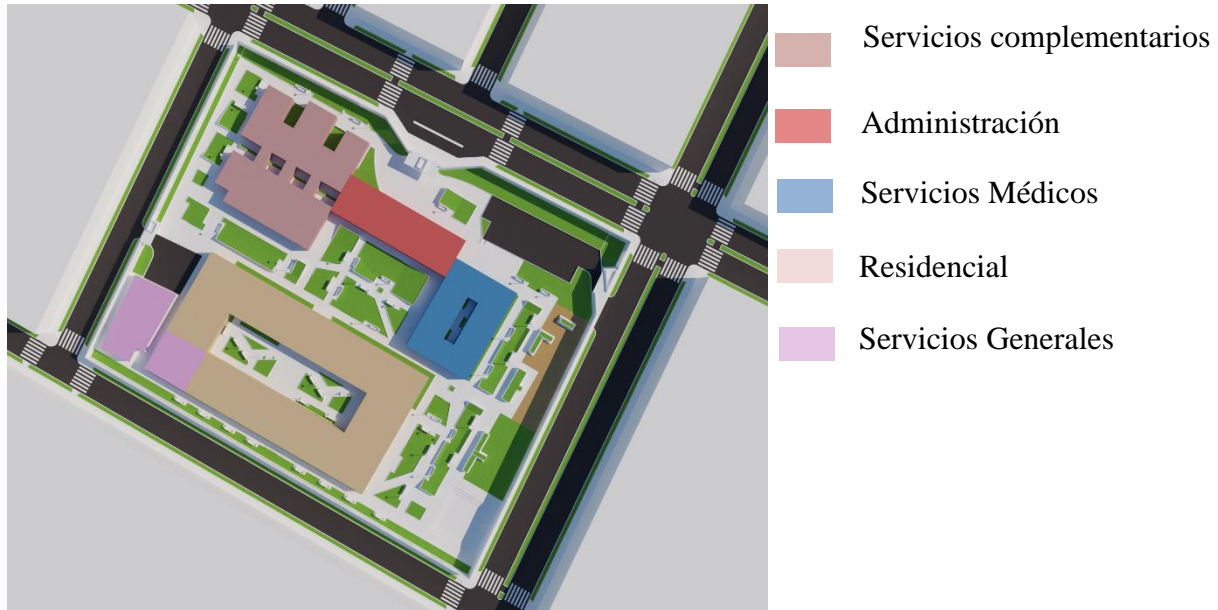 Servicios complementarios
Administración
Servicios Médicos
Residencial
Servicios Generales